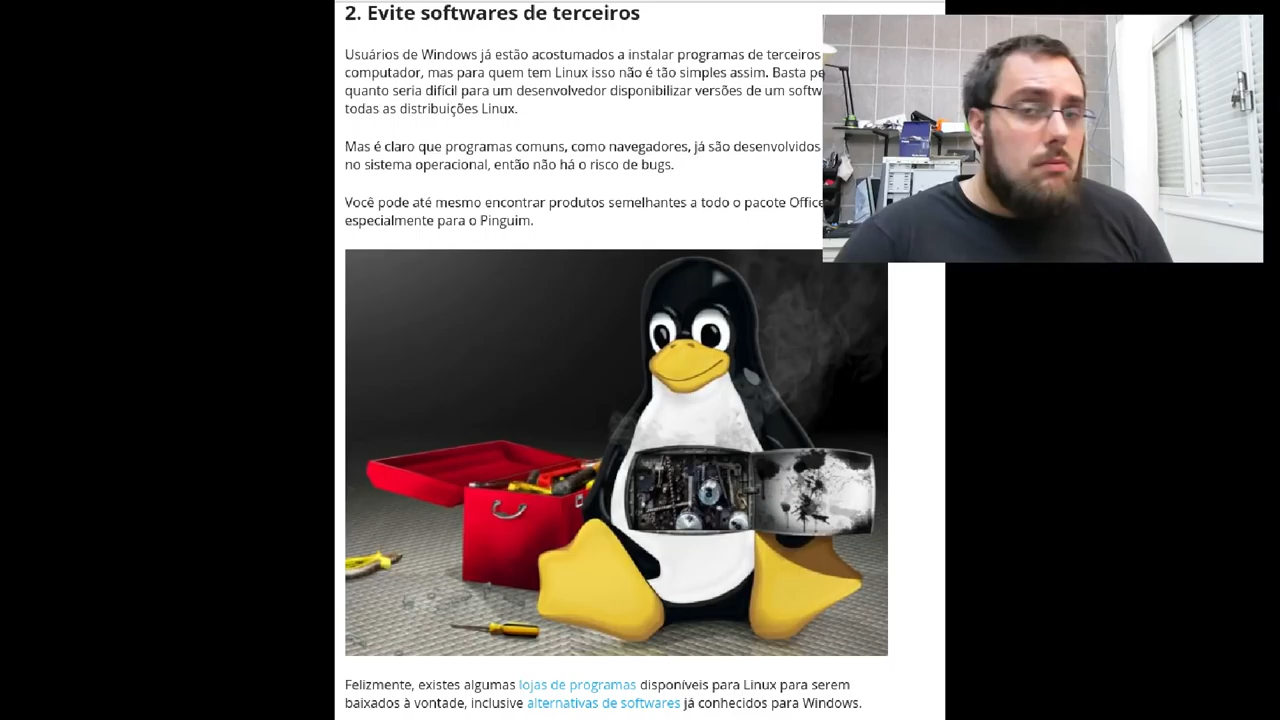 2. Evite softwares de terceiros
Usuários de Windows já estão acostumados a instalar programas de terceiros
computador, mas para quem tem Linux isso não é tão simples assim. Basta
quanto seria difícil para um desenvolvedor disponibilizar versões de um
todas as distribuições Linux.
Mas é claro que programas comuns, como navegadores, já são desenvolvidos
no sistema operacional, então não há o risco de bugs.
Você pode até mesmo encontrar produtos semelhantes a todo o pacote Office
especialmente para o Pinguim.
Felizmente, existes algumas lojas de programas disponíveis para Linux para serem
baixados à vontade, inclusive alternativas de softwares já conhecidos para Windows.